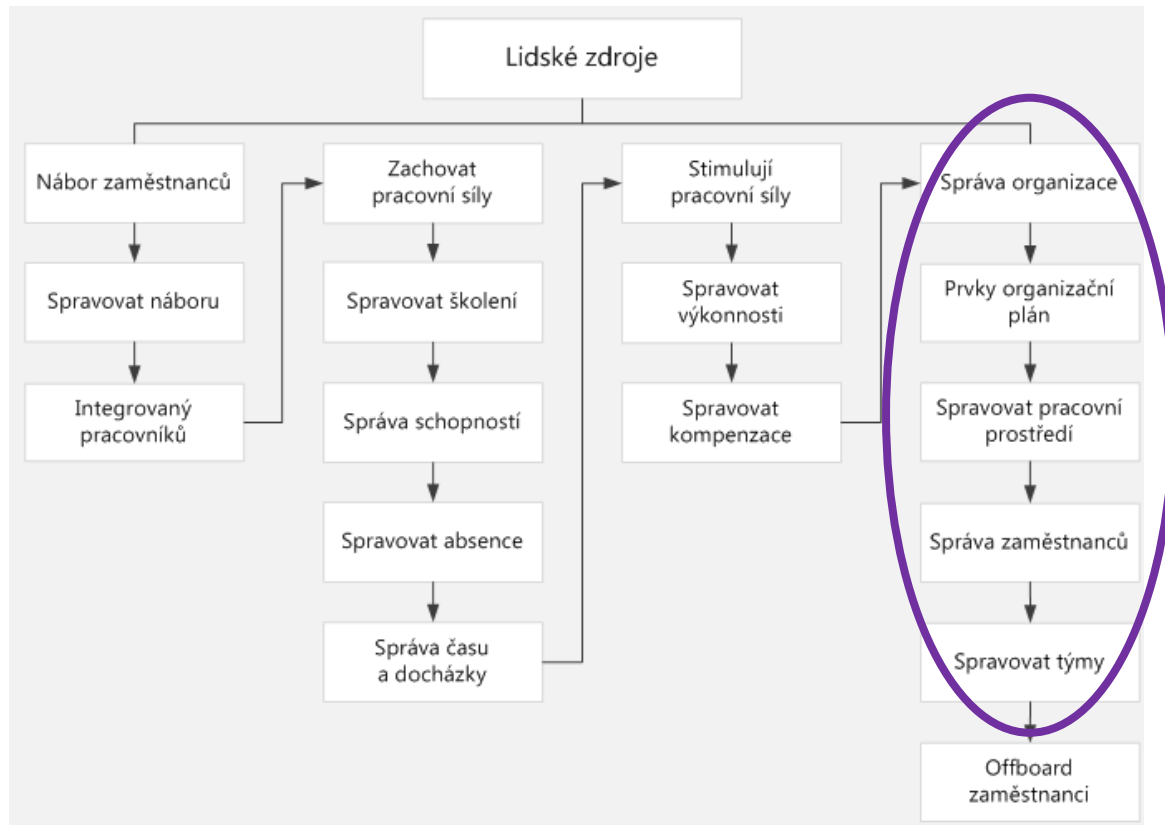 Lidské zdroje
Nábor zaměstnanců
Spravovat náboru
Integrovaný
pracovníků
Zachovat
pracovní síly
Spravovat školení
Správa schopností
Spravovat absence
Správa času
a docházky
Stimulují
pracovní síly
Spravovat
výkonnosti
Spravovat
kompenzace
Správa organizace
Prvky organizační
plán
Spravovat pracovní
prostředí
Správa zaměstnanců
Spravovat týmy
Offboard
zaměstnanci